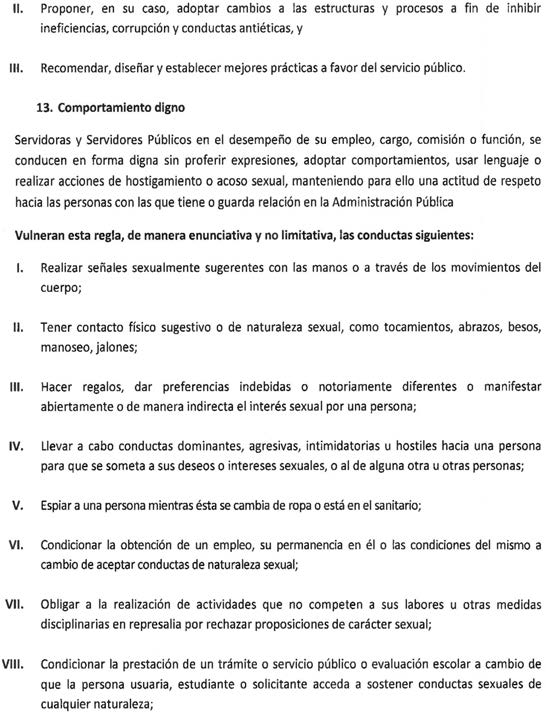 II. Proponer, en su caso, adoptar cambios a las estructuras y procesos a fin de inhibir
ineficiencias, corrupción y conductas antiéticas, y
III. Recomendar, diseñar y establecer mejores prácticas a favor del servicio público.
13. Comportamiento digno
Servidoras y Servidores Públicos en el desempeño de su empleo, cargo, comisión o función, se
conducen en forma digna sin proferir expresiones, adoptar comportamientos, usar lenguaje o
realizar acciones de hostigamiento o acoso sexual, manteniendo para ello una actitud de respeto
hacia las personas con las que tiene o guarda relación en la Administración Pública
Vulneran esta regla, de manera enunciativa y no limitativa, las conductas siguientes:
I. Realizar señales sexualmente sugerentes con las manos o a través de los movimientos del
cuerpo;
II. Tener contacto físico sugestivo o de naturaleza sexual, como tocamientos, abrazos, besos,
manoseo, jalones;
III. Hacer regalos, dar preferencias indebidas o notoriamente diferentes o manifestar
abiertamente o de manera indirecta el interés sexual por una persona;
IV. Llevar a cabo conductas dominantes, agresivas, intimidatorias u hostiles hacia una persona
para que se someta a sus deseos o intereses sexuales, o al de alguna otra u otras personas;
V. Espiar a una persona mientras ésta se cambia de ropa o está en el sanitario;
VI. Condicionar la obtención de un empleo, su permanencia en él o las condiciones del mismo a
cambio de aceptar conductas de naturaleza sexual;
VII. Obligar a la realización de actividades que no competen a sus labores u otras medidas
disciplinarias en represalia por rechazar proposiciones de carácter sexual;
VIII. Condicionar la prestación de un trámite o servicio público o evaluación escolar a cambio de
que la persona usuaria, estudiante o solicitante acceda a sostener conductas sexuales de
cualquier naturaleza;